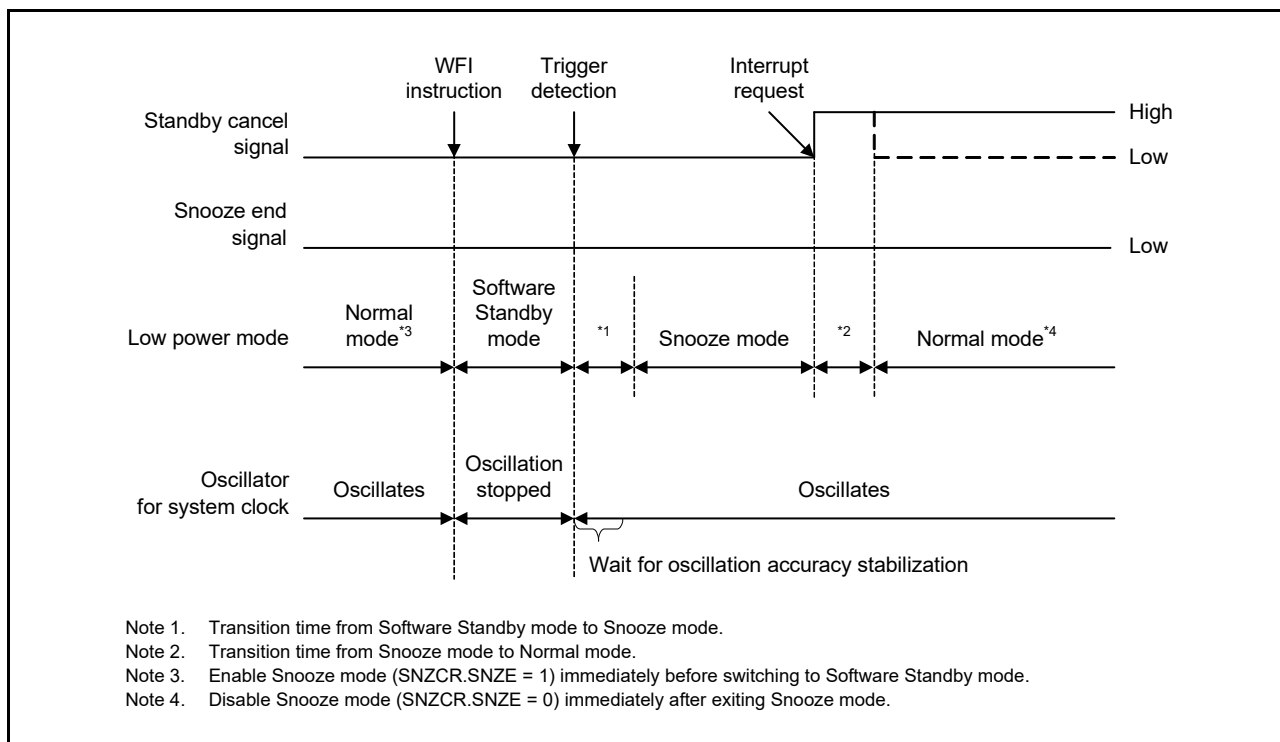 WFI
instruction
Trigger
detection
Interrupt
request
Standby cancel
signal
High
Low
Snooze end
signal
Low
Low power mode
Normal
mode*3
Software
Standby
mode
*1
Snooze mode
*2
Normal mode*4
Oscillator
for system clock
Oscillates
Oscillation
stopped
Oscillates
Wait for oscillation accuracy stabilization
Note 1. Transition time from Software Standby mode to Snooze mode.
Note 2. Transition time from Snooze mode to Normal mode.
Note 3. Enable Snooze mode (SNZCR.SNZE = 1) immediately before switching to Software Standby mode.
Note 4. Disable Snooze mode (SNZCR.SNZE = 0) immediately after exiting Snooze mode.